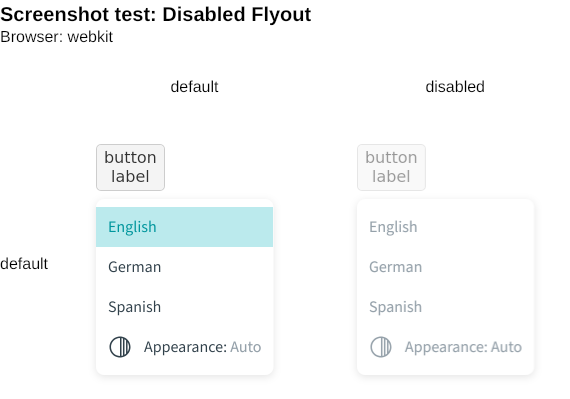 Screenshot test: Disabled Flyout
Browser: webkit
default disabled
button
label
button
label
default
English
German
Spanish
Appearance: Auto
English
German
Spanish
Appearance: Auto